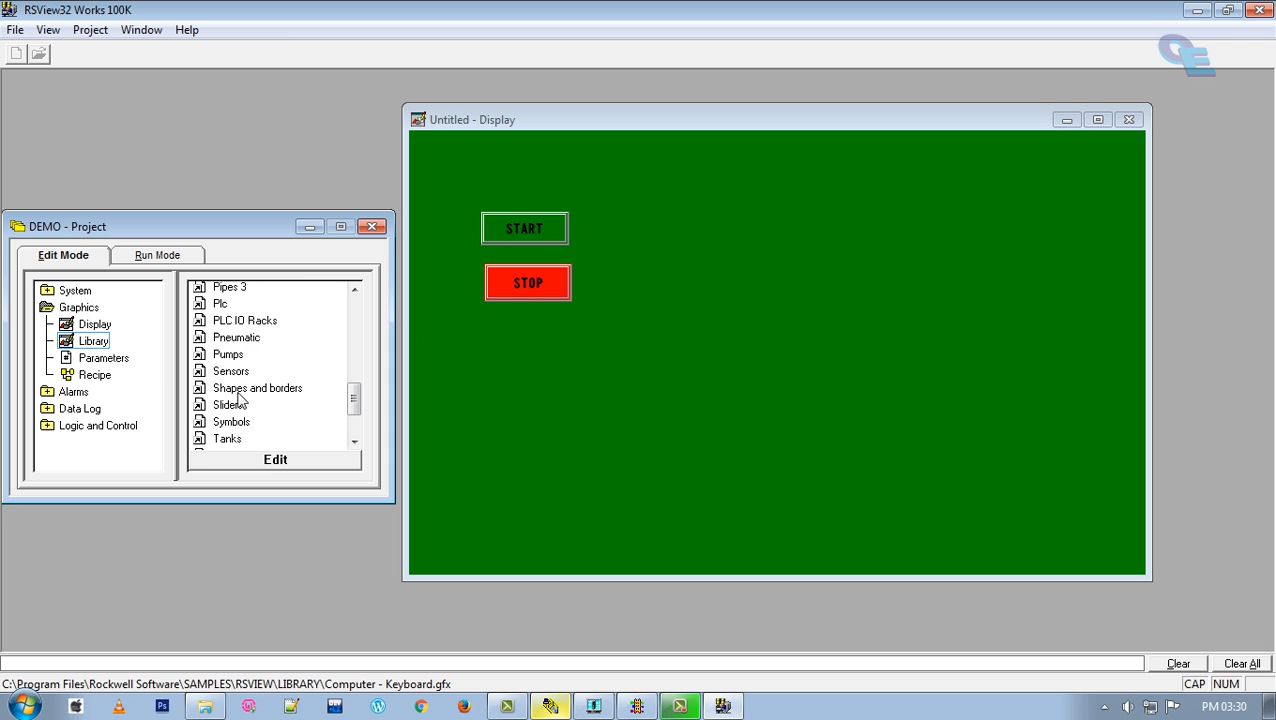 RSView32 Works 100K
File View Project Window Help
OE
Untitled - Display
START
STOP
DEMO - Project
Edit Mode Run Mode
System
Graphics
Display
Library
Parameters
Recipe
Alarms
Data Log
Logic and Control
Pipes 3
Plc
PLC IO Racks
Pneumatic
Pumps
Sensors
Shapes and borders
Sliders
Symbols
Tanks
Edit
Clear Clear All
C:\Program Files\Rockwell Software\SAMPLES\RSVIEW\LIBRARY\Computer - Keyboard.gfx
CAP NUM
PM 03:30